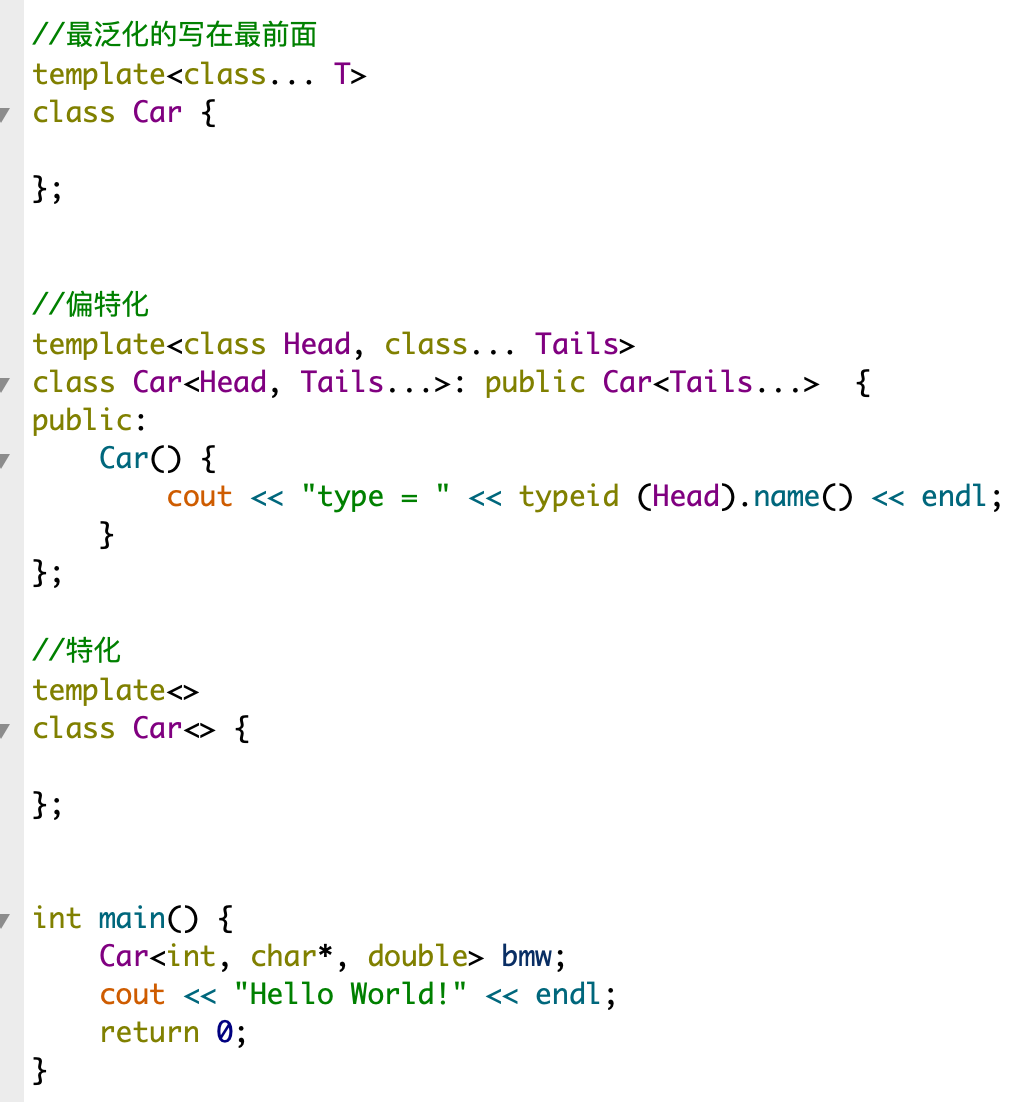 //最泛化的写在最前面
template<class... T>
class Car {
};
//偏特化
template<class Head, class... Tails>
class Car<Head, Tails...>: public Car<Tails...>  {
public:
    Car() {
        cout << "type = " << typeid (Head).name() << endl;
    }
};
//特化
template<>
class Car<> {
};
int main() {
    Car<int, char*, double> bmw;
    cout << "Hello World!" << endl;
    return 0;
}